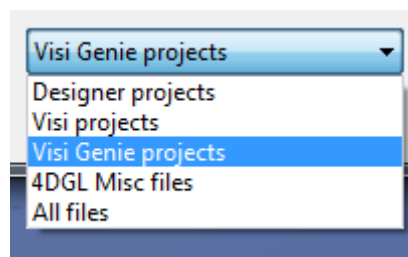 Visi Genie projects
Designer projects
Visi projects
Visi Genie projects
4DGL Misc files
All files